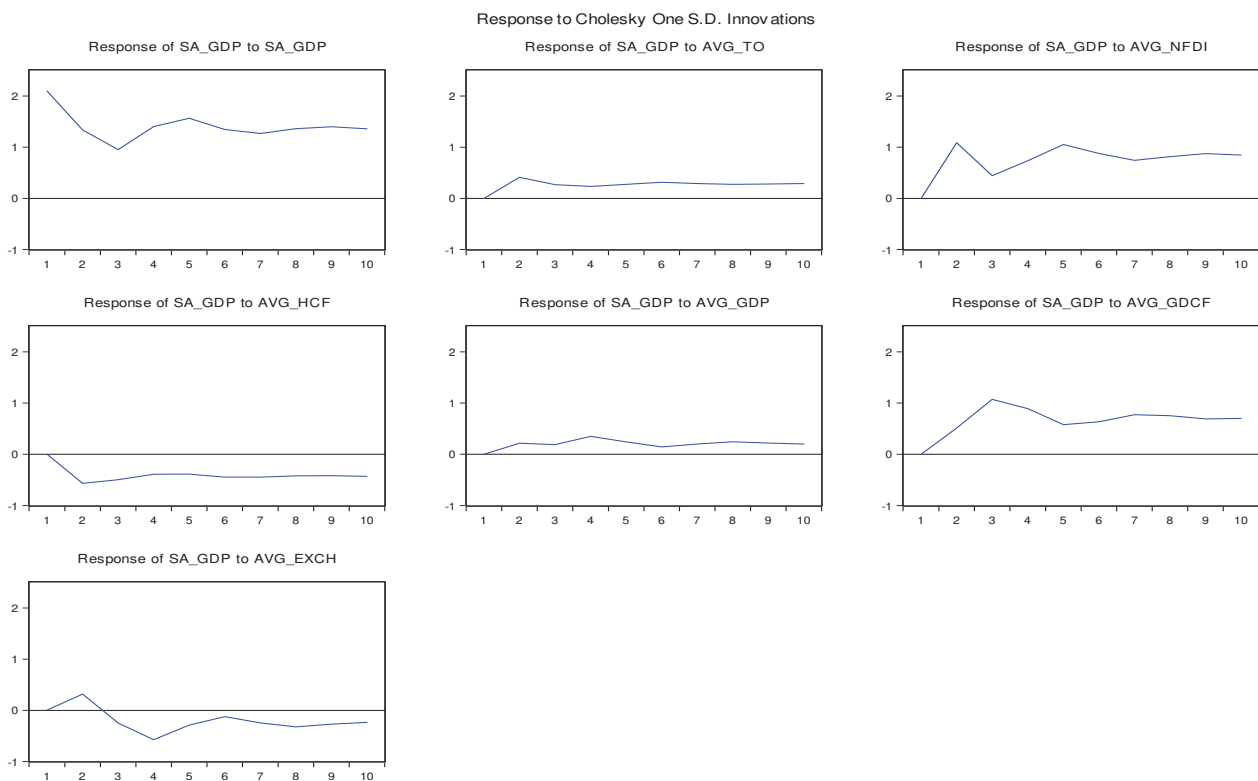 Response to Cholesky One S.D. Innovations
Response of SA_GDP to SA_GDP
2
1
0
-1
1 2 3 4 5 6 7 8 9 10
Response of SA_GDP to AVG_TO
2
1
0
-1
1 2 3 4 5 6 7 8 9 10
Response of SA_GDP to AVG_NFDI
2
1
0
-1
1 2 3 4 5 6 7 8 9 10
Response of SA_GDP to AVG_HCF
2
1
0
-1
1 2 3 4 5 6 7 8 9 10
Response of SA_GDP to AVG_GDP
2
1
0
-1
1 2 3 4 5 6 7 8 9 10
Response of SA_GDP to AVG_GDCF
2
1
0
-1
1 2 3 4 5 6 7 8 9 10
Response of SA_GDP to AVG_EXCH
2
1
0
-1
1 2 3 4 5 6 7 8 9 10